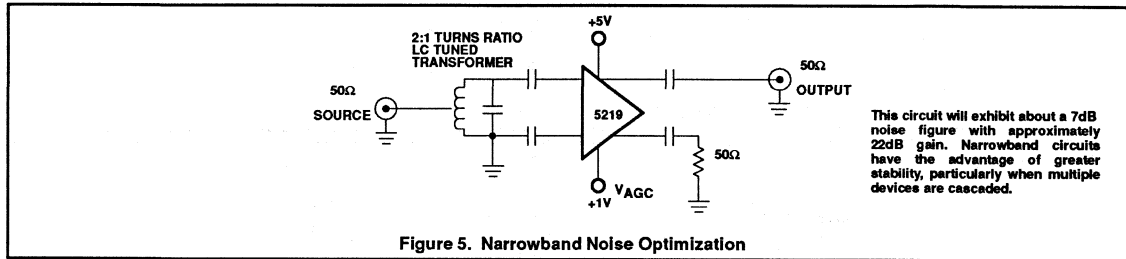 +5V
2:1 TURNS RATIO
LC TUNED
TRANSFORMER
50Ω
SOURCE
5219
50Ω
OUTPUT
50Ω
VAGC
+1V
This circuit will exhibit about a 7dB
noise figure with approximately
22dB gain. Narrowband circuits
have the advantage of greater
stability, particularly when multiple
devices are cascaded.
Figure 5. Narrowband Noise Optimization